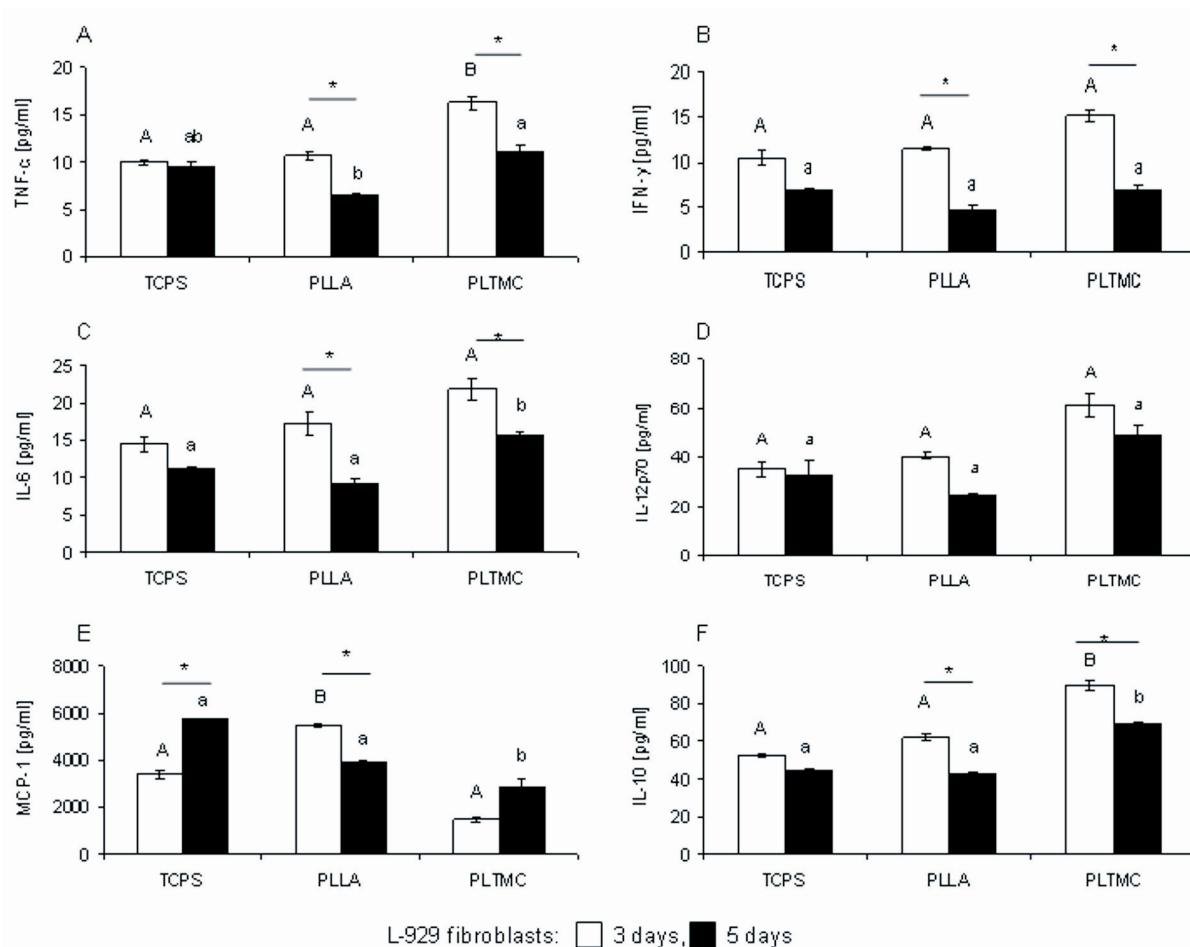 A
TNF-c [pg/ml]
20
15
10
5
0
A
ab
A
*
b
B
*
a
TCPS
PLLA
PLTMC
B
IFN-γ [pg/ml]
20
15
10
5
0
A
a
A
*
a
A
*
a
TCPS
PLLA
PLTMC
C
IL-6 [pg/ml]
25
20
15
10
5
0
A
a
A
*
a
A
*
b
TCPS
PLLA
PLTMC
D
IL-12p70 [pg/ml]
80
60
40
20
0
A
a
A
a
A
a
TCPS
PLLA
PLTMC
E
MCP-1 [pg/ml]
8000
6000
4000
2000
0
A
*
a
B
*
a
A
b
TCPS
PLLA
PLTMC
F
IL-10 [pg/ml]
100
80
60
40
20
0
A
a
A
*
a
B
*
b
TCPS
PLLA
PLTMC
L-929 fibroblasts: 3 days, 5 days